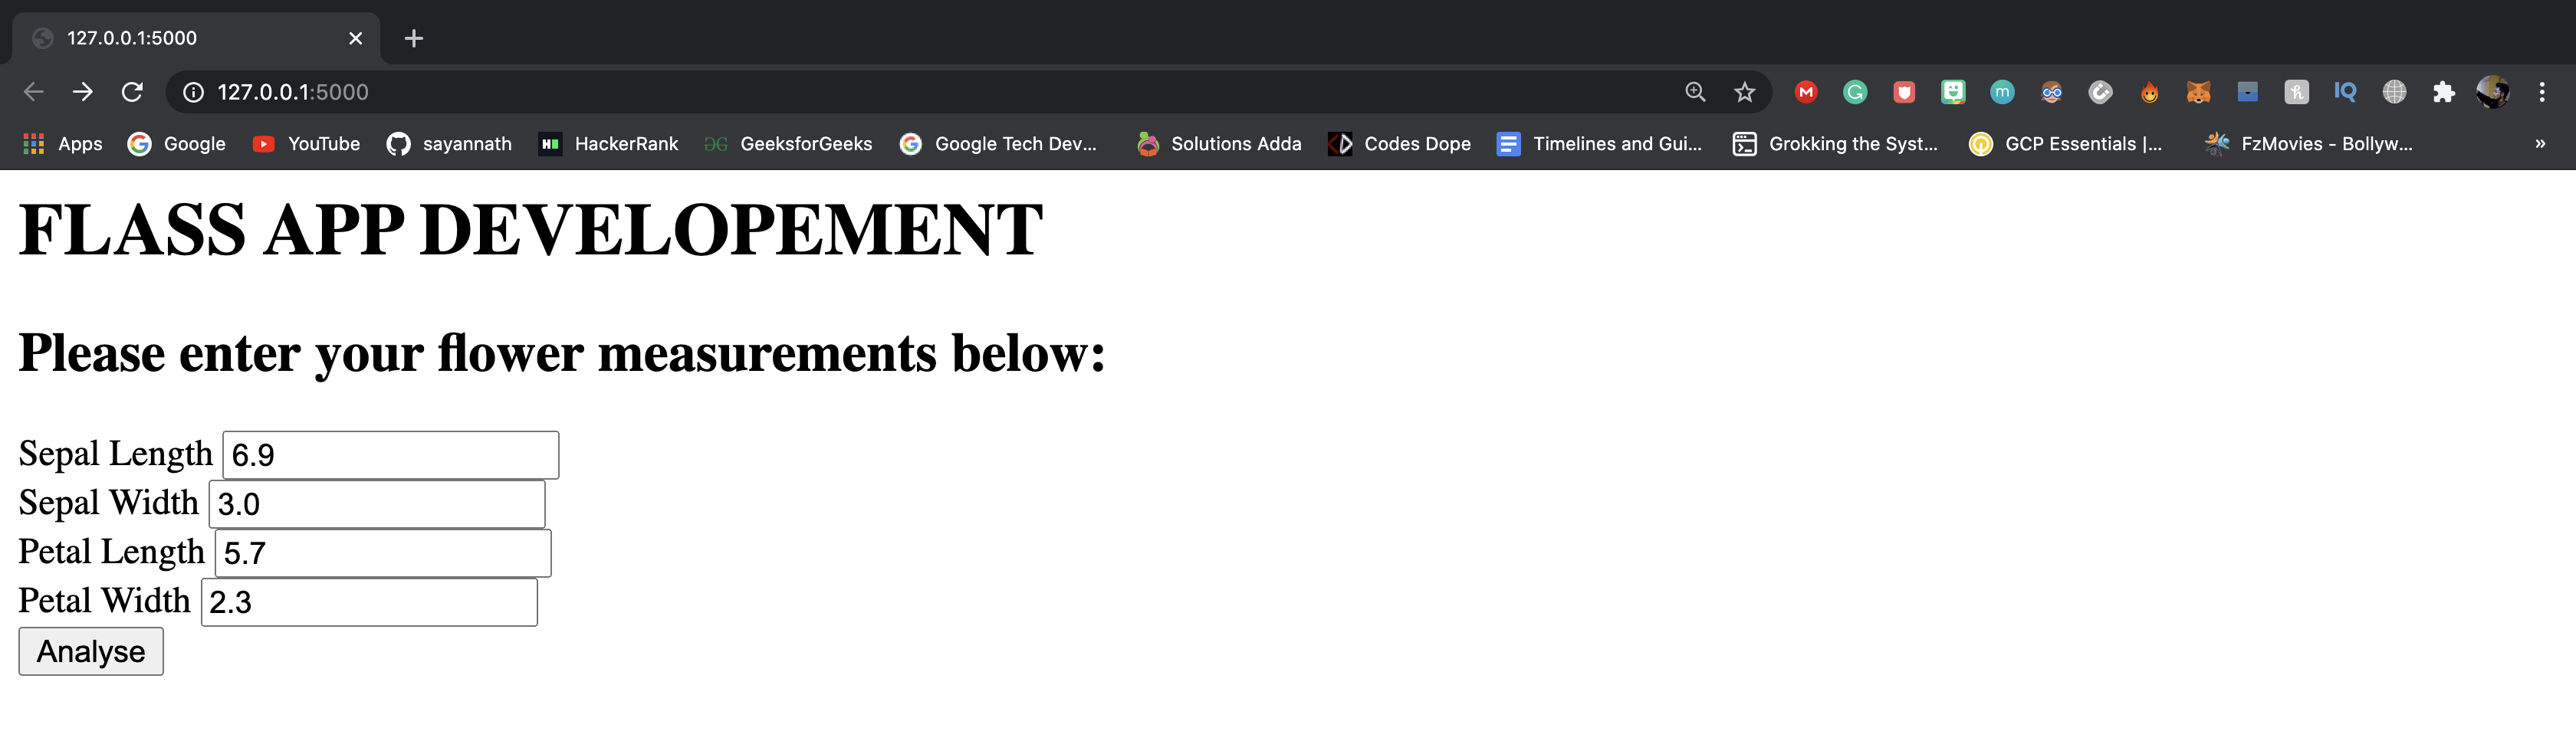 127.0.0.1:5000
127.0.0.1:5000
Apps Google YouTube sayannath HackerRank GeeksforGeeks Google Tech Dev... Solutions Adda Codes Dope Timelines and Gui... Grokking the Syst... GCP Essentials |... FzMovies - Bollyw... »
FLASS APP DEVELOPEMENT
Please enter your flower measurements below:
Sepal Length 6.9
Sepal Width 3.0
Petal Length 5.7
Petal Width 2.3
Analyse